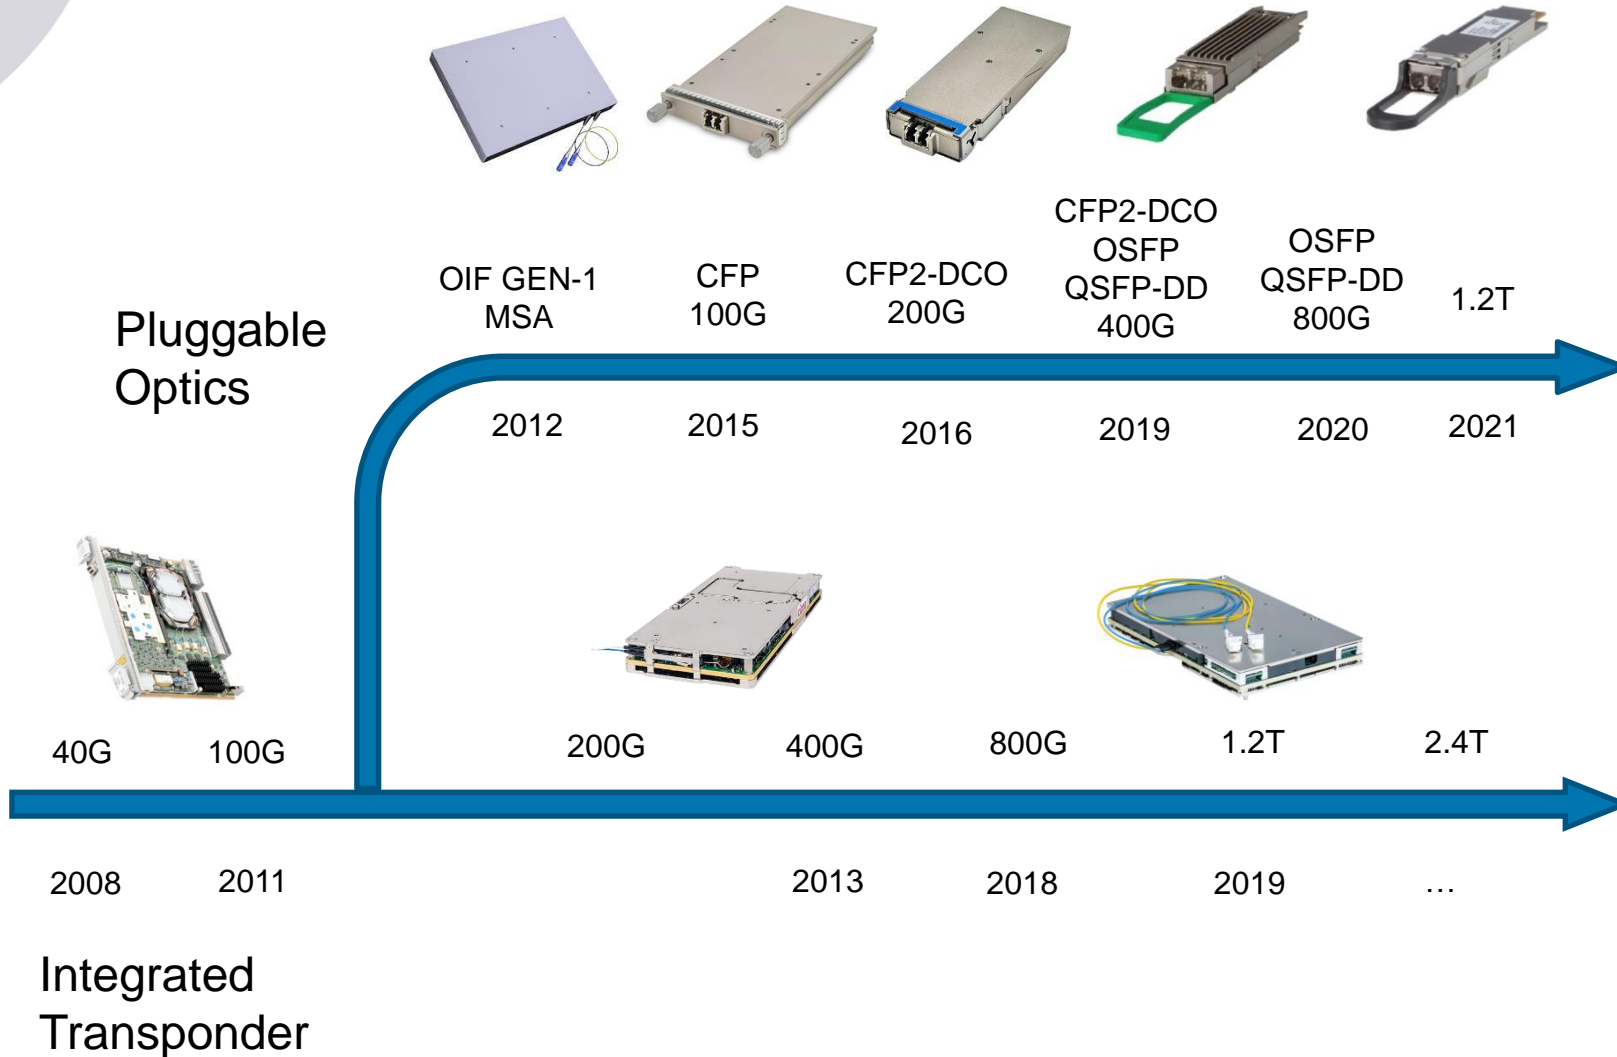 CFP2-DCO
OSFP
QSFP-DD
400G
OSFP
QSFP-DD
800G
OIF GEN-1
MSA
CFP
100G
CFP2-DCO
200G
1.2T
Pluggable
Optics
2012
2015
2016
2019
2020
2021
40G
100G
200G
400G
800G
1.2T
2.4T
2008
2011
2013
2018
2019
…
Integrated
Transponder